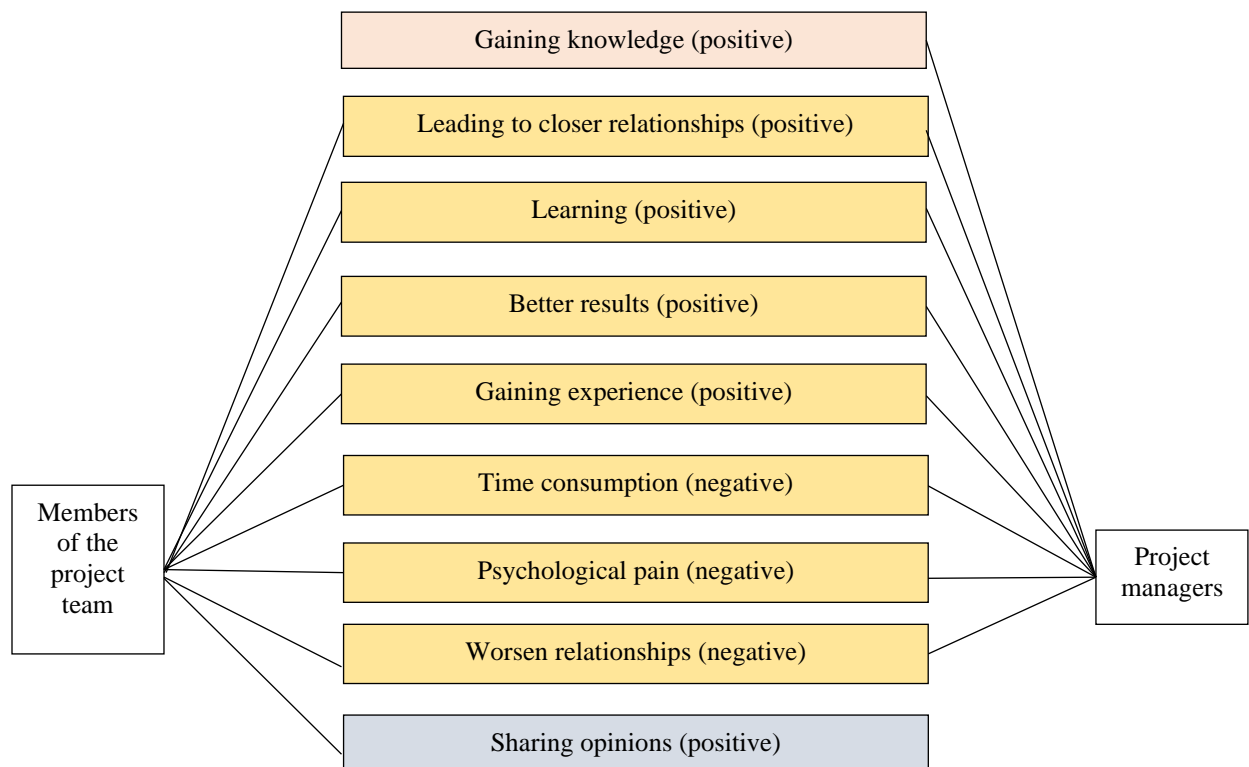 Gaining knowledge (positive)
Leading to closer relationships (positive)
Learning (positive)
Better results (positive)
Gaining experience (positive)
Time consumption (negative)
Members
of the
project
team
Psychological pain (negative)
Project
managers
Worsen relationships (negative)
Sharing opinions (positive)